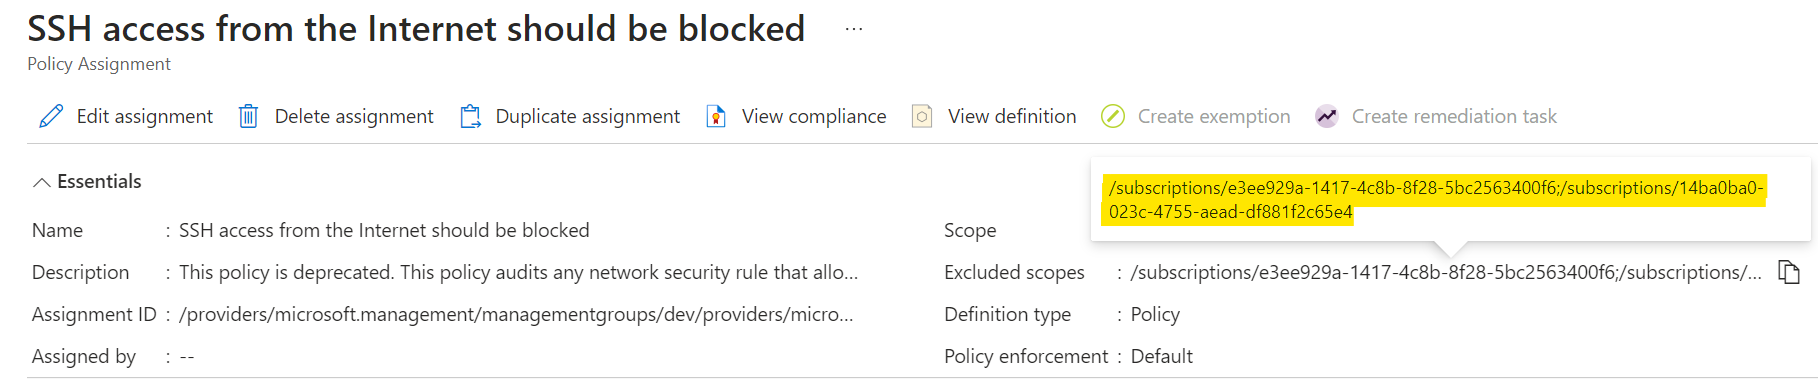 SSH access from the Internet should be blocked ...
Policy Assignment
Edit assignment Delete assignment Duplicate assignment View compliance View definition Create exemption Create remediation task
Essentials
/subscriptions/e3ee929a-1417-4c8b-8f28-5bc2563400f6;/subscriptions/14ba0ba0-
023c-4755-aead-df881f2c65e4
Name : SSH access from the Internet should be blocked
Scope
Description : This policy is deprecated. This policy audits any network security rule that allo...
Excluded scopes : /subscriptions/e3ee929a-1417-4c8b-8f28-5bc2563400f6;/subscriptions/...
Assignment ID : /providers/microsoft.management/managementgroups/dev/providers/micro...
Definition type : Policy
Assigned by : --
Policy enforcement : Default